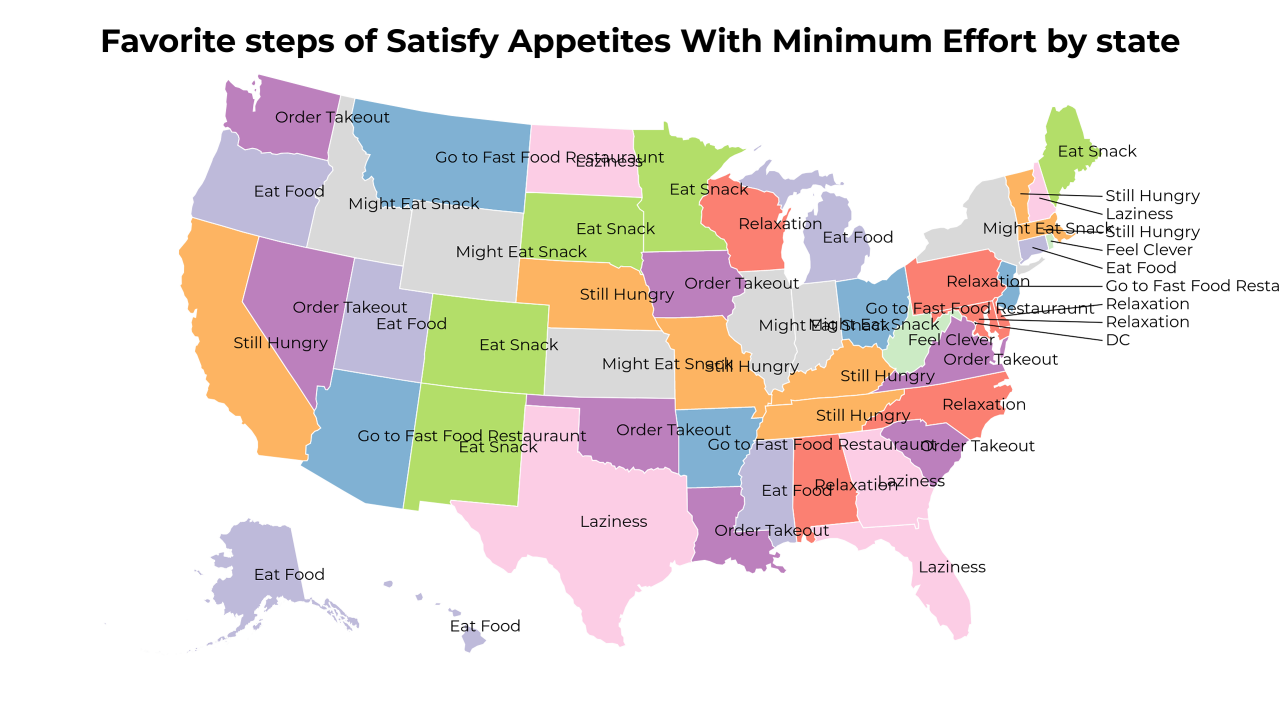 Favorite steps of Satisfy Appetites With Minimum Effort by state
Order Takeout
Eat Snack
Go to Fast Food Restauraunt
Laziness
Eat Snack
Eat Food
Still Hungry
Might Eat Snack
Laziness
Relaxation
Eat Snack
Might Eat Snack
Still Hungry
Eat Food
Feel Clever
Might Eat Snack
Eat Food
Relaxation
Order Takeout
Go to Fast Food Resta
Still Hungry
Relaxation
Order Takeout
Go to Fast Food Restauraunt
Eat Food
Might Eat Snack
Might Eat Snack
Relaxation
Still Hungry
Eat Snack
Feel Clever
DC
Order Takeout
Might Eat Snack
Still Hungry
Still Hungry
Relaxation
Still Hungry
Order Takeout
Go to Fast Food Restauraunt
Eat Snack
Go to Fast Food Restauraunt
Order Takeout
Laziness
Relaxation
Eat Food
Laziness
Order Takeout
Laziness
Eat Food
Eat Food